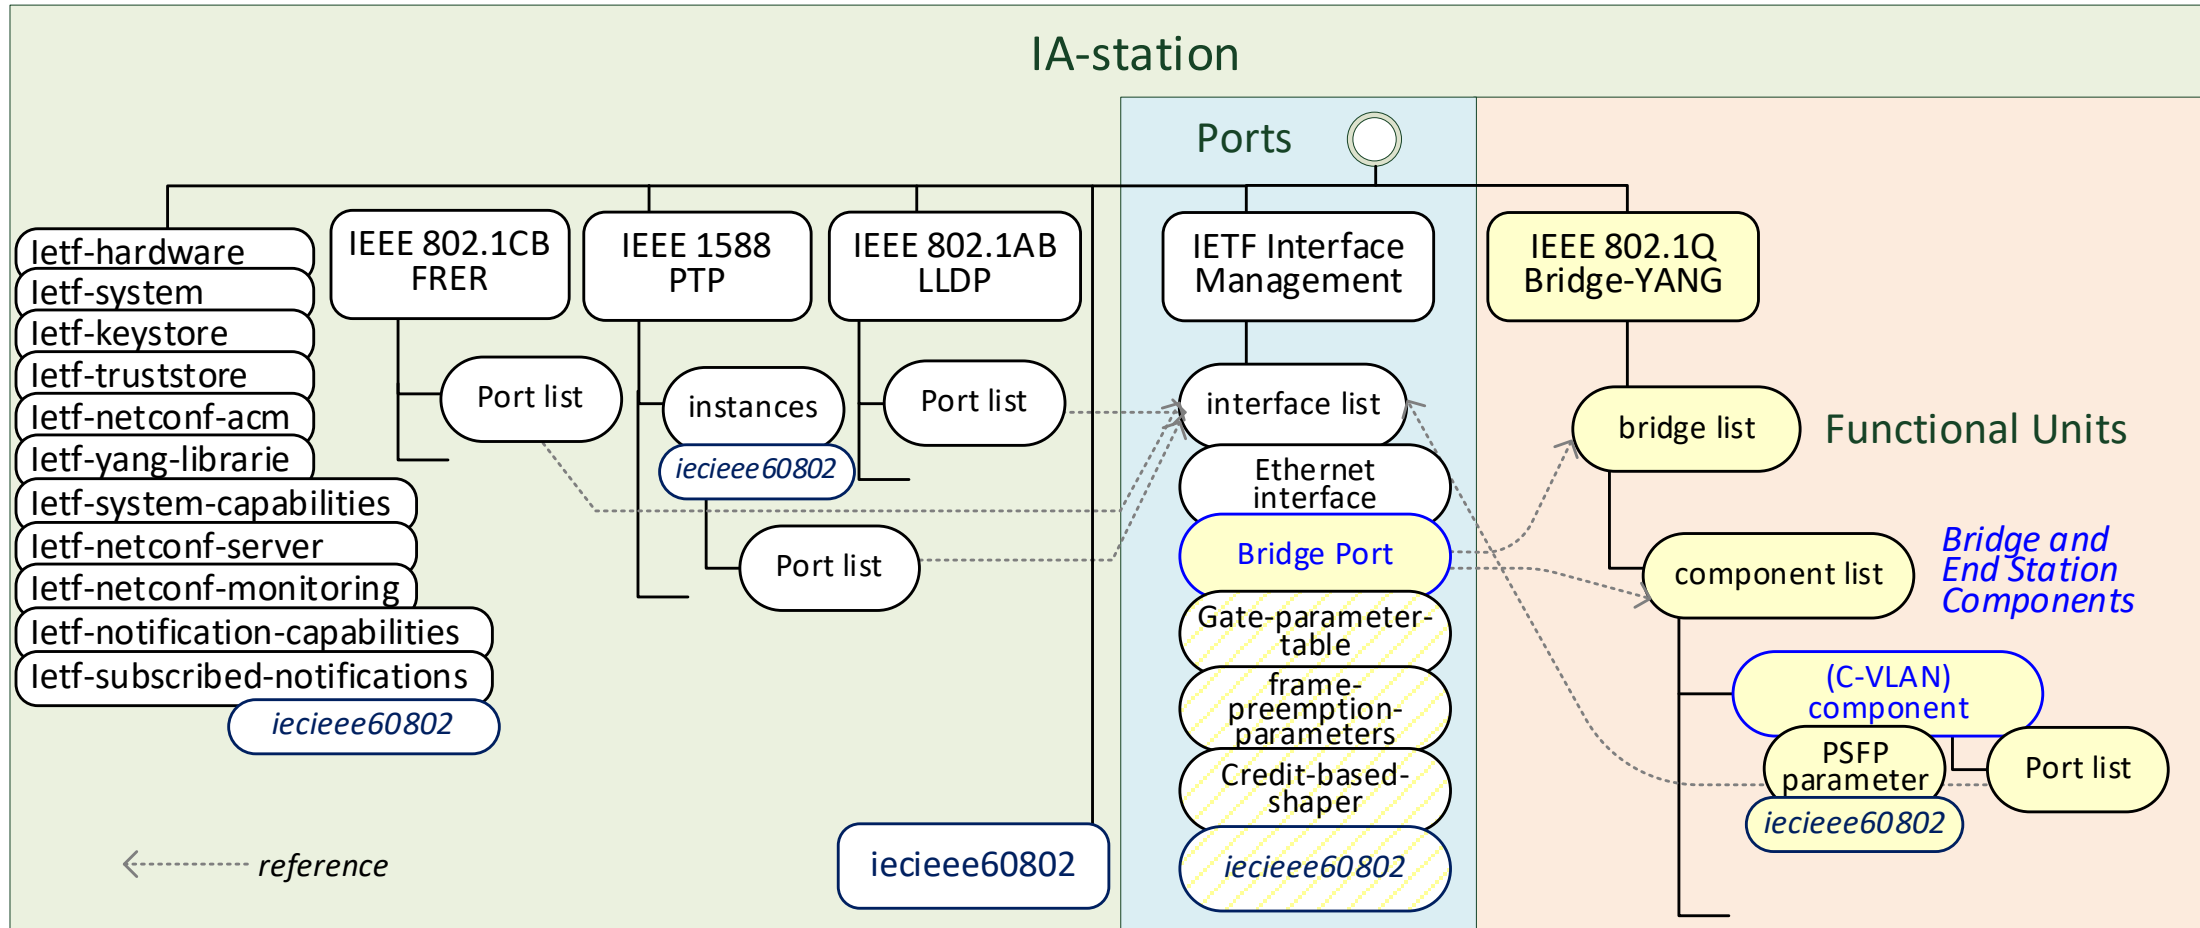 IA-station
Ports
Ietf-hardware
Ietf-system
Ietf-keystore
Ietf-truststore
Ietf-netconf-acm
Ietf-yang-librarie
Ietf-system-capabilities
Ietf-netconf-server
Ietf-netconf-monitoring
Ietf-notification-capabilities
Ietf-subscribed-notifications
iecieee60802
IEEE 802.1CB
FRER
Port list
IEEE 1588
PTP
instances
iecieee60802
Port list
IEEE 802.1AB
LLDP
Port list
iecieee60802
IETF Interface
Management
interface list
Ethernet
interface
Bridge Port
Gate-parameter-
table
frame-
preemption-
parameters
Credit-based-
shaper
iecieee60802
IEEE 802.1Q
Bridge-YANG
bridge list
Functional Units
component list
Bridge and
End Station
Components
(C-VLAN)
component
PSFP
parameter
iecieee60802
Port list
reference